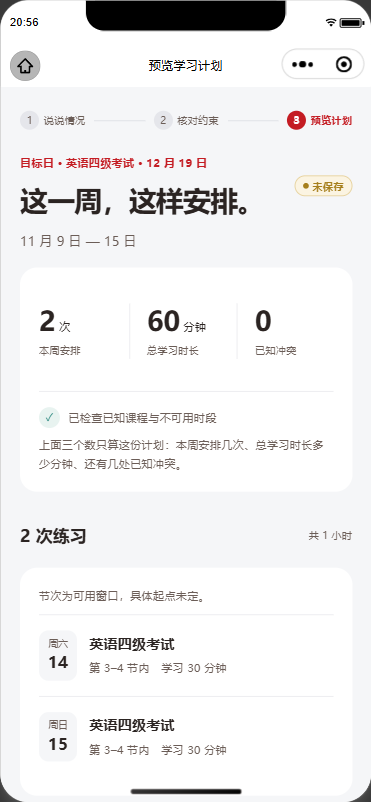 20:56
预览学习计划
1 说说情况 2 核对约束 3 预览计划
目标日·英语四级考试·12 月 19 日
这一周，这样安排。
未保存
11 月 9 日 — 15 日
2 次 60 分钟 0
本周安排 总学习时长 已知冲突
已检查已知课程与不可用时段
上面三个数只算这份计划：本周安排几次、总学习时长多
少分钟、还有几处已知冲突。
2 次练习 共 1 小时
节次为可用窗口，具体起点未定。
周六
14
英语四级考试
第 3–4 节内 学习 30 分钟
周日
15
英语四级考试
第 3–4 节内 学习 30 分钟